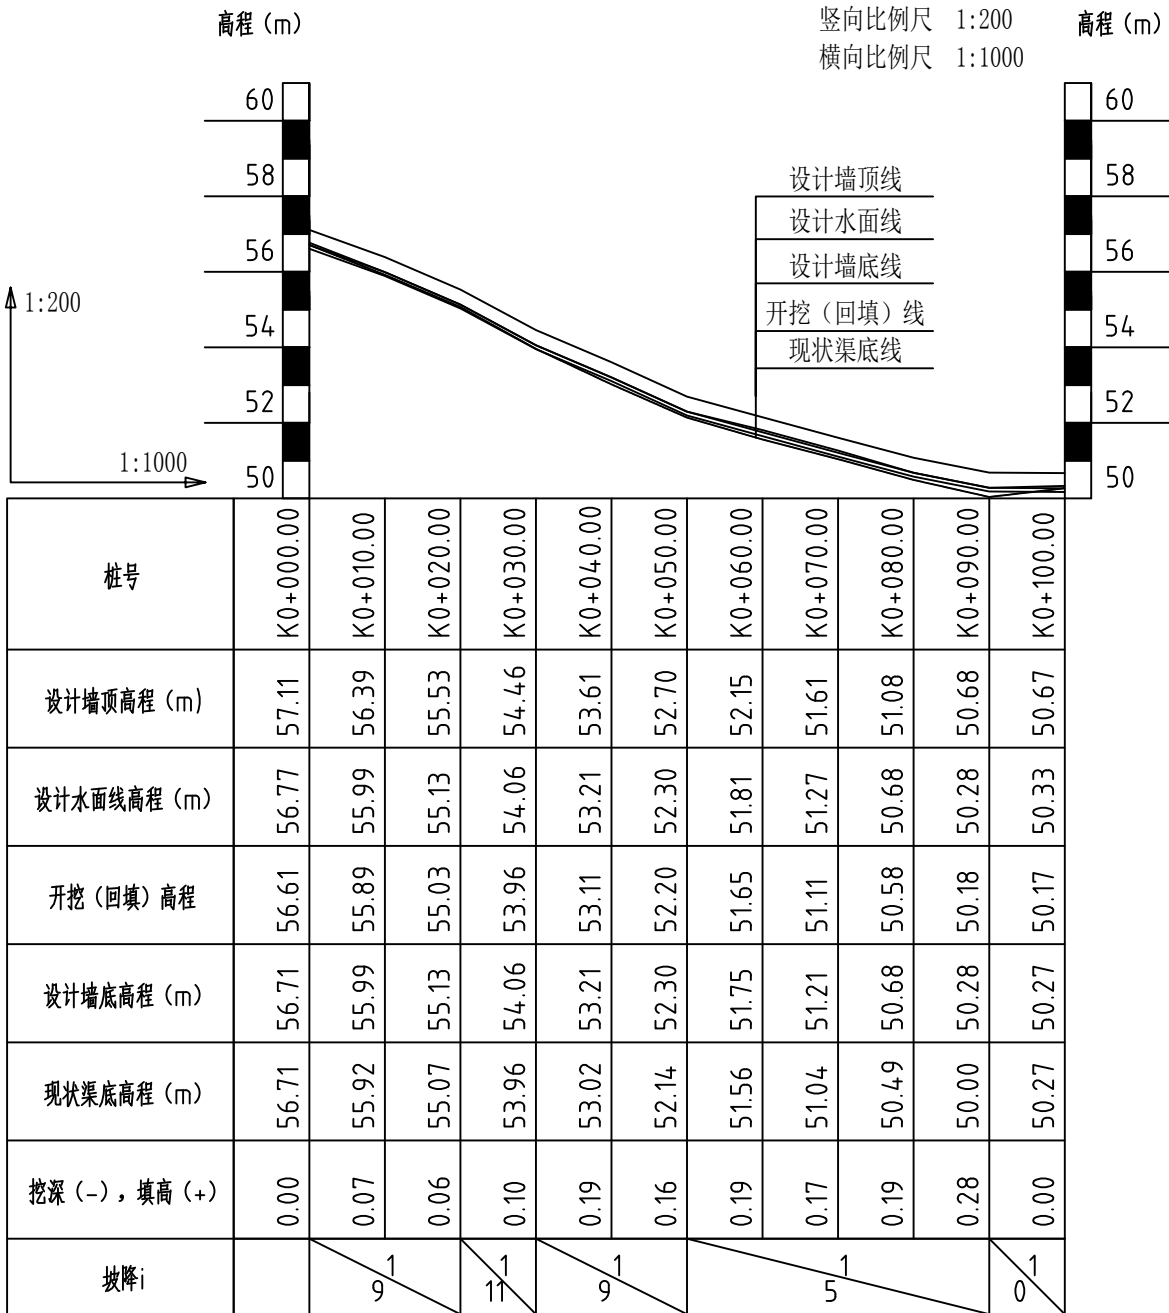 高程（m）
竖向比例尺 1:200
高程（m）
横向比例尺 1:1000
60
60
58
58
设计墙顶线
设计水面线
56
56
设计墙底线
1:200
开挖（回填）线
54
54
现状渠底线
52
52
1:1000
50
50
桩号 K0+000.00 K0+010.00 K0+020.00 K0+030.00 K0+040.00 K0+050.00 K0+060.00 K0+070.00 K0+080.00 K0+090.00 K0+100.00
设计墙顶高程（m） 57.11 56.39 55.53 54.46 53.61 52.70 52.15 51.61 51.08 50.68 50.67
设计水面线高程（m） 56.77 55.99 55.13 54.06 53.21 52.30 51.81 51.27 50.68 50.28 50.33
开挖（回填）高程 56.61 55.89 55.03 53.96 53.11 52.20 51.65 51.11 50.58 50.18 50.17
设计墙底高程（m） 56.71 55.99 55.13 54.06 53.21 52.30 51.75 51.21 50.68 50.28 50.27
现状渠底高程（m） 56.71 55.92 55.07 53.96 53.02 52.14 51.56 51.04 50.49 50.00 50.27
挖深（-），填高（+） 0.00 0.07 0.06 0.10 0.19 0.16 0.19 0.17 0.19 0.28 0.00
坡降i 1 9 1 11 1 9 1 5 1 0